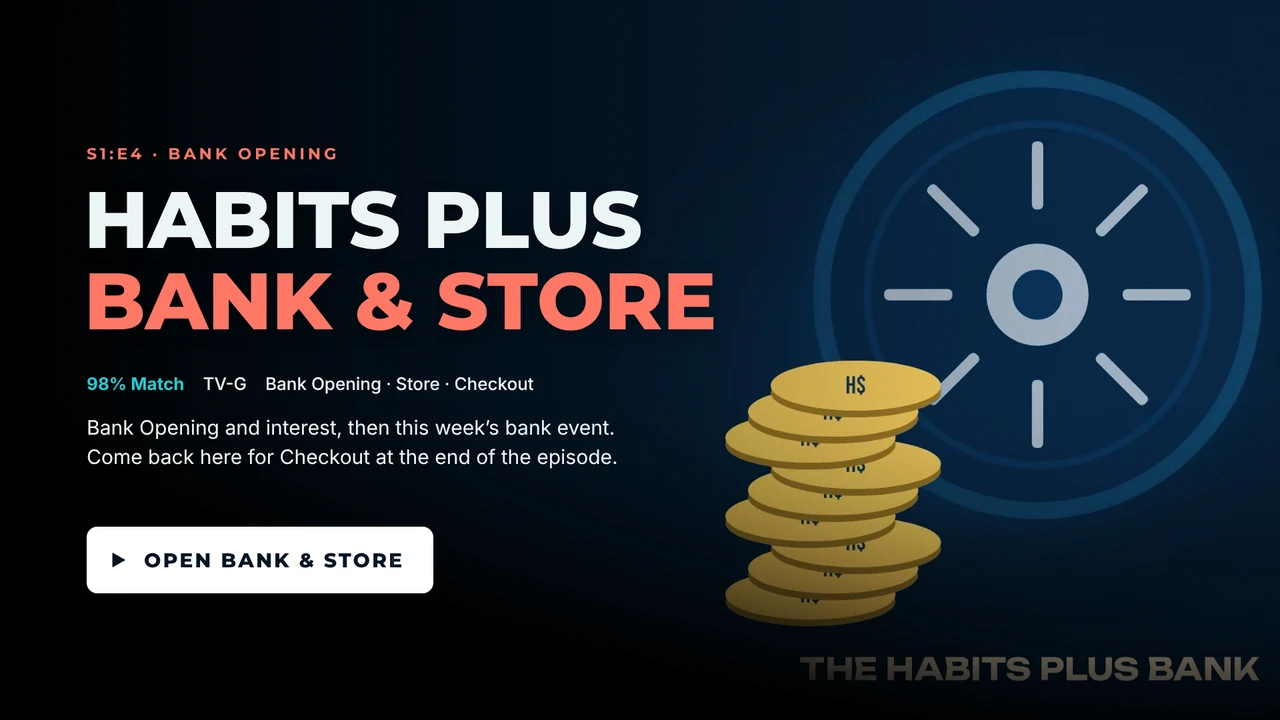 S1:E4 · BANK OPENING
HABITS PLUS
BANK & STORE
98% Match TV-G Bank Opening · Store · Checkout
Bank Opening and interest, then this week’s bank event.
Come back here for Checkout at the end of the episode.
OPEN BANK & STORE
H$
H$
H$
H$
H$
H$
H$
H$
H$
THE HABITS PLUS BANK